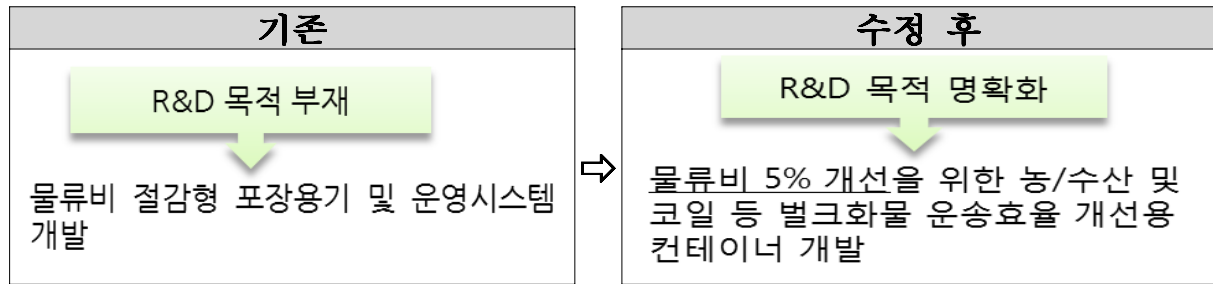 기존
R&D 목적 부재
물류비 절감형 포장용기 및 운영시스템
개발
⇨
수정 후
R&D 목적 명확화
물류비 5% 개선을 위한 농/수산 및
코일 등 벌크화물 운송효율 개선용
컨테이너 개발